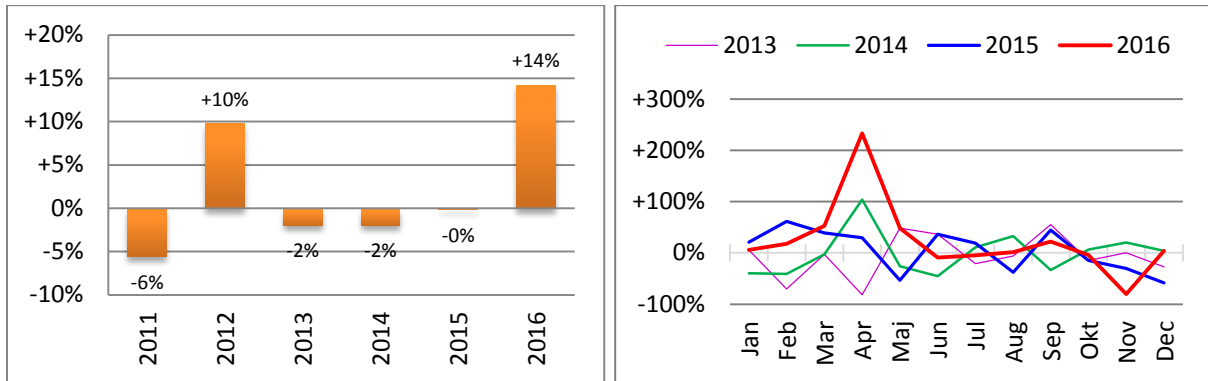 +20%
+15%
+10%
+5%
0%
-5%
-10%
-6%
+10%
-2%
-2%
-0%
+14%
2011
2012
2013
2014
2015
2016
2013 2014 2015 2016
+300%
+200%
+100%
0%
-100%
Jan
Feb
Mar
Apr
Maj
Jun
Jul
Aug
Sep
Okt
Nov
Dec